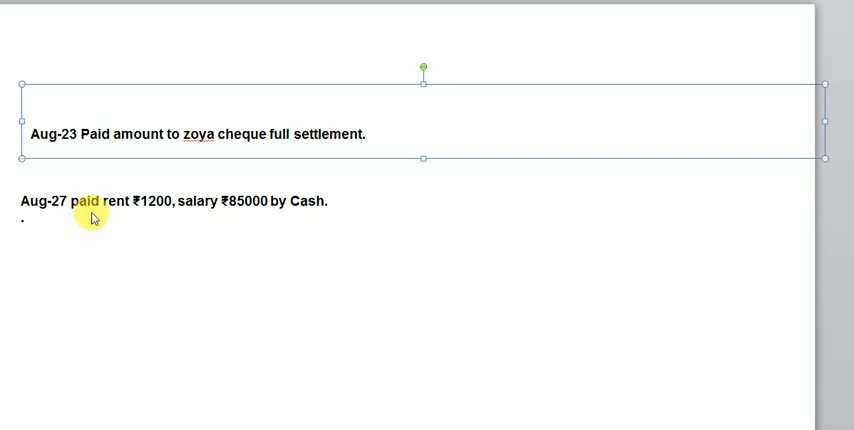 Aug-23 Paid amount to zoya cheque full settlement.
Aug-27 paid rent ₹1200, salary ₹85000 by Cash.
.